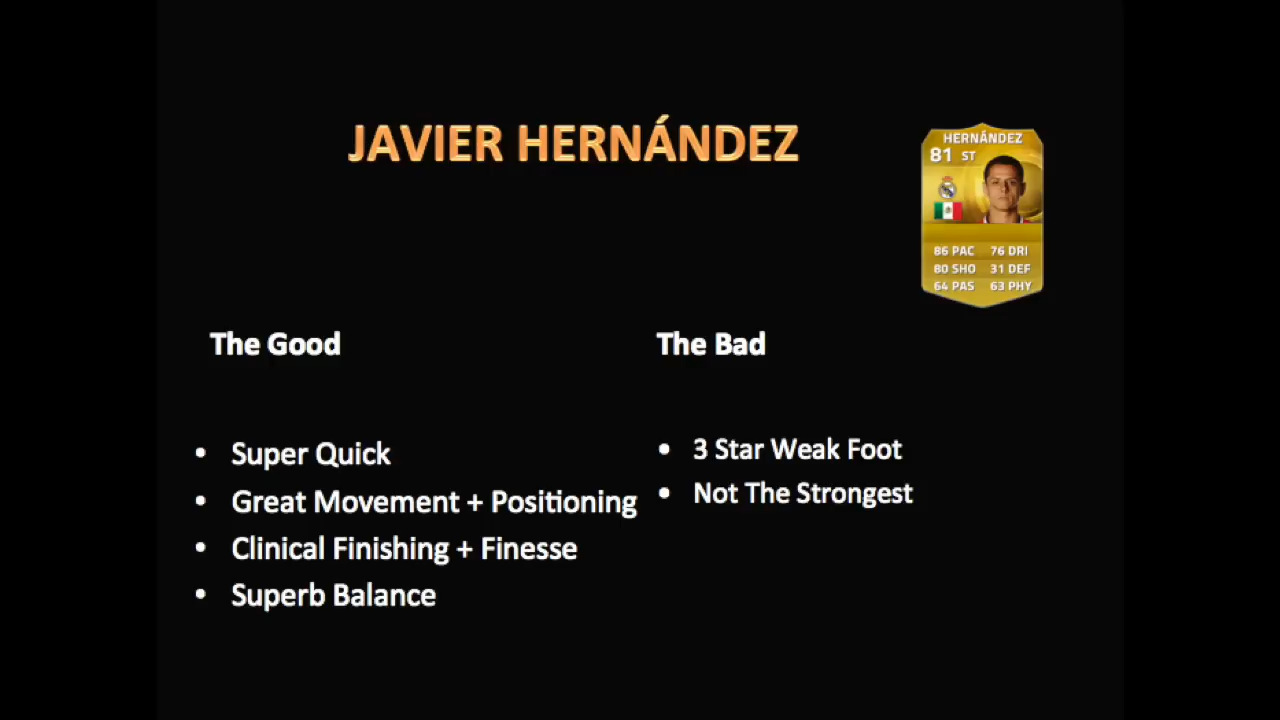 JAVIER HERNÁNDEZ
HERNÁNDEZ
81 ST
86 PAC 76 DRI
80 SHO 31 DEF
64 PAS 63 PHY
The Good
• Super Quick
• Great Movement + Positioning
• Clinical Finishing + Finesse
• Superb Balance
The Bad
• 3 Star Weak Foot
• Not The Strongest